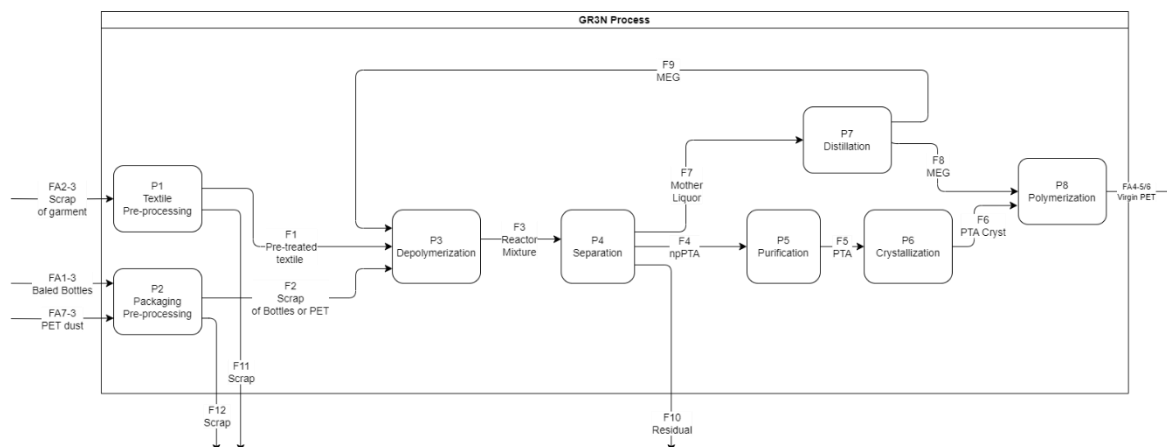 GR3N Process
F9
MEG
P7
Distillation
FA2-3
Scrap
of garment
P1
Textile
Pre-processing
F7
Mother
Liquor
F8
MEG
P8
Polymerization
FA4-5/6
Virgin PET
F1
Pre-treated
textile
P3
Depolymerization
F3
Reactor
Mixture
P4
Separation
F4
npPTA
P5
Purification
F5
PTA
P6
Crystallization
F6
PTA Cryst
FA1-3
Baled Bottles
FA7-3
PET dust
P2
Packaging
Pre-processing
F2
Scrap
of Bottles or PET
F11
Scrap
F12
Scrap
F10
Residual